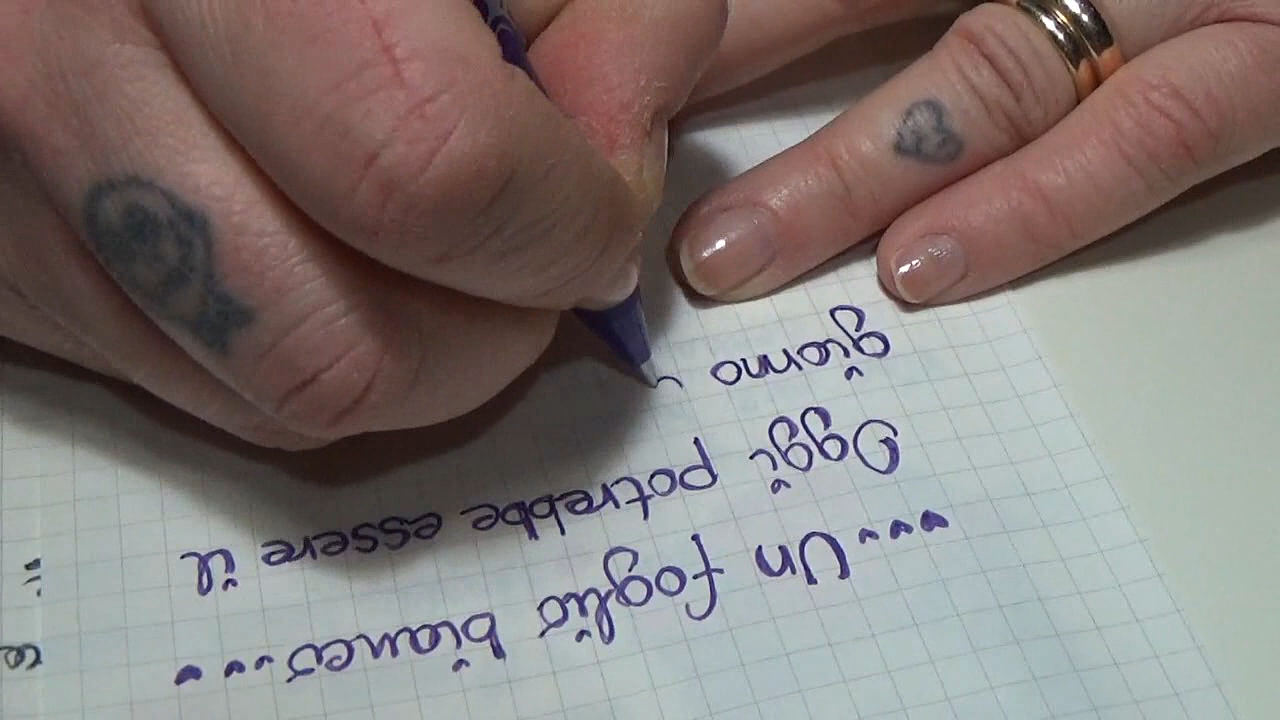 ....Un foglio bianco....
Oggi potrebbe essere il
giorno